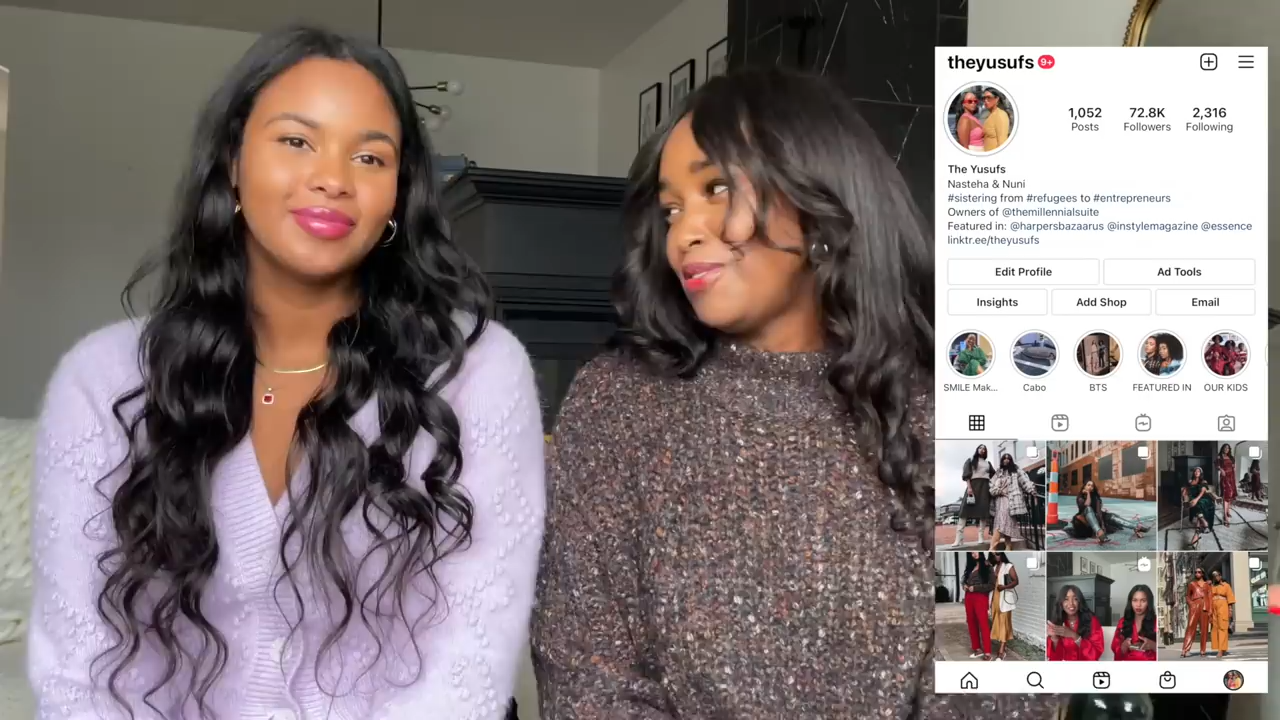 theyusufs 9+
1,052 72.8K 2,316
Posts Followers Following
The Yusufs
Nasteha & Nuni
#sistering from #refugees to #entrepreneurs
Owners of @themillennialsuite
Featured in: @harpersbazaarus @instylemagazine @essence
linktr.ee/theyusufs
Edit Profile Ad Tools
Insights Add Shop Email
SMILE Mak... Cabo BTS FEATURED IN OUR KIDS